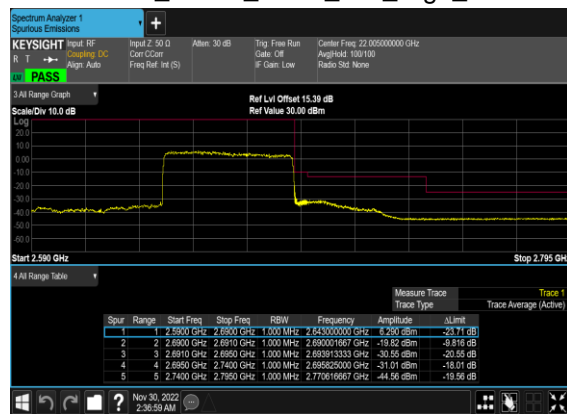 Spectrum Analyzer 1
Spurious Emissions
KEYSIGHT Input: RF Input Z: 50 Ω Atten: 30 dB Trig: Free Run Center Freq: 22.005000000 GHz
R T Coupling: DC Corr CCorr Gate: Off Avg|Hold: 100/100
Align: Auto Freq Ref: Int (S) IF Gain: Low Radio Std: None
PASS
3 All Range Graph
Ref Lvl Offset 15.39 dB
Scale/Div 10.0 dB Ref Value 30.00 dBm
Log
20.0
10.0
0.00
-10.0
-20.0
-30.0
-40.0
-50.0
-60.0
Start 2.590 GHz Stop 2.795 GHz
4 All Range Table
Measure Trace Trace 1
Trace Type Trace Average (Active)
Spur Range Start Freq Stop Freq RBW Frequency Amplitude ΔLimit
1 1 2.5900 GHz 2.6900 GHz 1.000 MHz 2.643000000 GHz 6.290 dBm -23.71 dB
2 2 2.6900 GHz 2.6910 GHz 1.000 MHz 2.690001667 GHz -19.82 dBm -9.816 dB
3 3 2.6910 GHz 2.6950 GHz 1.000 MHz 2.693913333 GHz -30.55 dBm -20.55 dB
4 4 2.6950 GHz 2.7400 GHz 1.000 MHz 2.695825000 GHz -31.01 dBm -18.01 dB
5 5 2.7400 GHz 2.7950 GHz 1.000 MHz 2.770616667 GHz -44.56 dBm -19.56 dB
Nov 30, 2022
2:36:59 AM